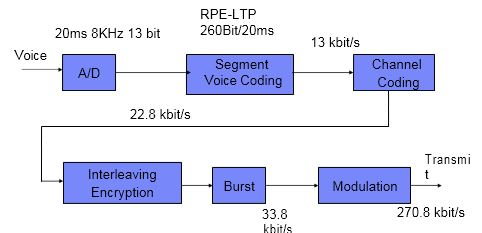 RPE-LTP
20ms 8KHz 13 bit
260Bit/20ms
13 kbit/s
Voice
A/D
Segment
Voice Coding
Channel
Coding
22.8 kbit/s
Interleaving
Encryption
Burst
Modulation
Transmi
t
33.8
kbit/s
270.8 kbit/s